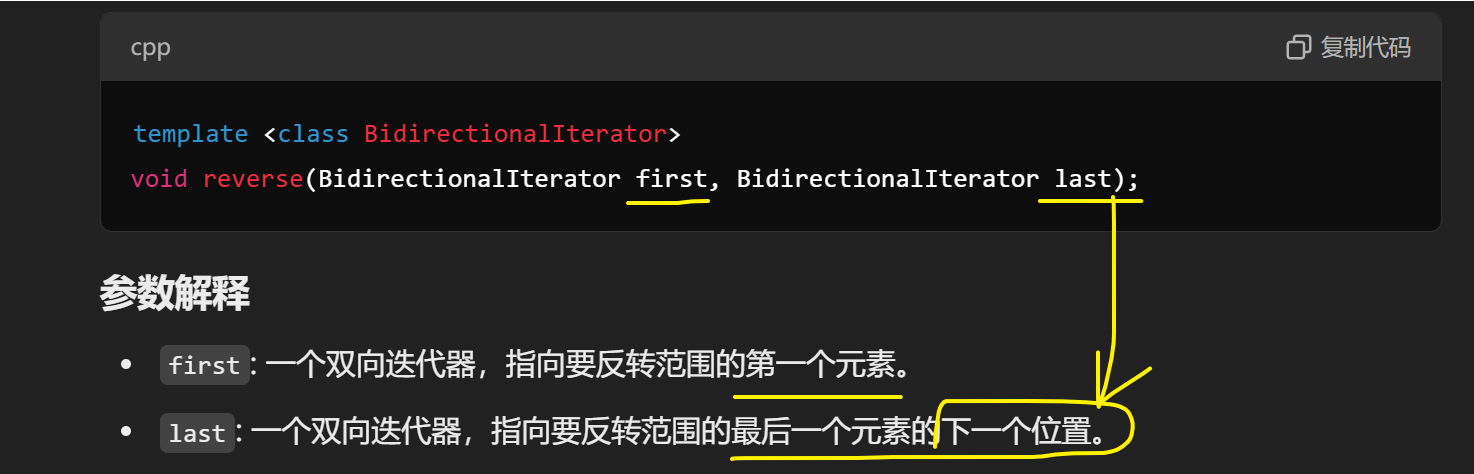 cpp
复制代码
template <class BidirectionalIterator>
void reverse(BidirectionalIterator first, BidirectionalIterator last);
参数解释
first: 一个双向迭代器，指向要反转范围的第一个元素。
last: 一个双向迭代器，指向要反转范围的最后一个元素的下一个位置。